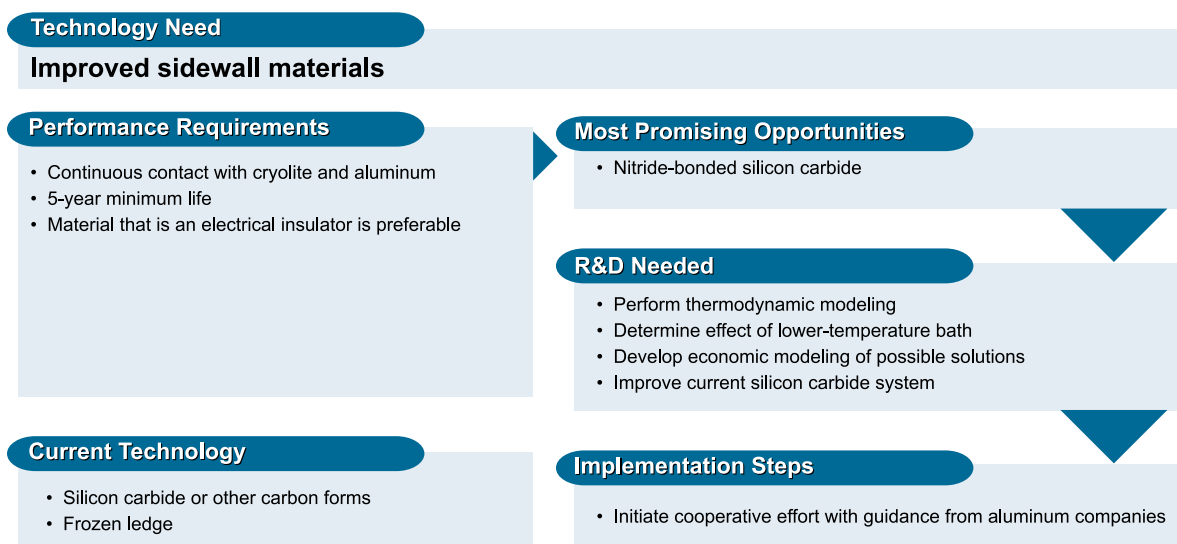 Technology Need
Improved sidewall materials
Performance Requirements
• Continuous contact with cryolite and aluminum
• 5-year minimum life
• Material that is an electrical insulator is preferable
Most Promising Opportunities
• Nitride-bonded silicon carbide
R&D Needed
• Perform thermodynamic modeling
• Determine effect of lower-temperature bath
• Develop economic modeling of possible solutions
• Improve current silicon carbide system
Current Technology
• Silicon carbide or other carbon forms
• Frozen ledge
Implementation Steps
• Initiate cooperative effort with guidance from aluminum companies